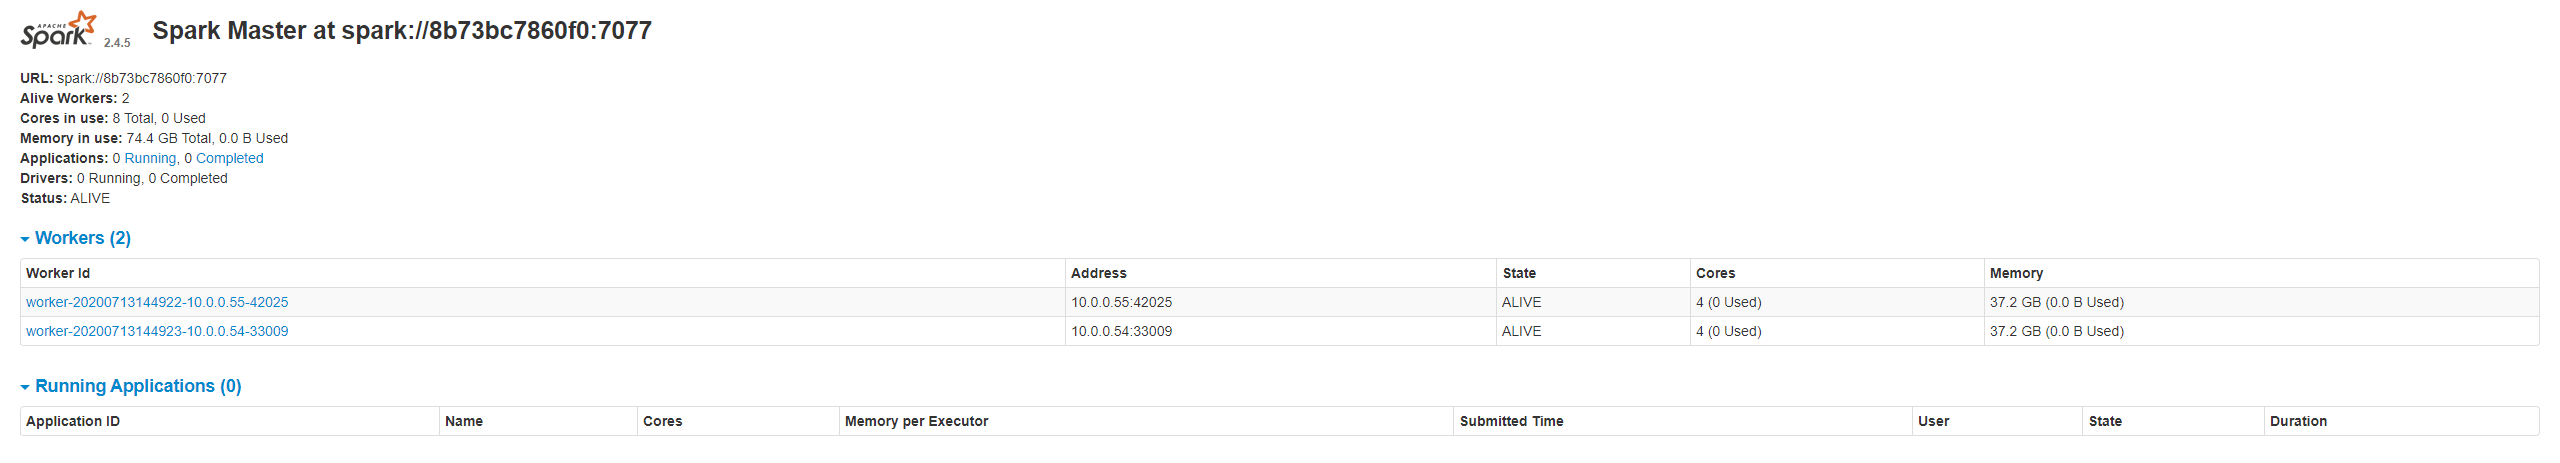 APACHE
Spark 2.4.5 Spark Master at spark://8b73bc7860f0:7077
URL: spark://8b73bc7860f0:7077
Alive Workers: 2
Cores in use: 8 Total, 0 Used
Memory in use: 74.4 GB Total, 0.0 B Used
Applications: 0 Running, 0 Completed
Drivers: 0 Running, 0 Completed
Status: ALIVE
Workers (2)
Worker Id Address State Cores Memory
worker-20200713144922-10.0.0.55-42025 10.0.0.55:42025 ALIVE 4 (0 Used) 37.2 GB (0.0 B Used)
worker-20200713144923-10.0.0.54-33009 10.0.0.54:33009 ALIVE 4 (0 Used) 37.2 GB (0.0 B Used)
Running Applications (0)
Application ID Name Cores Memory per Executor Submitted Time User State Duration